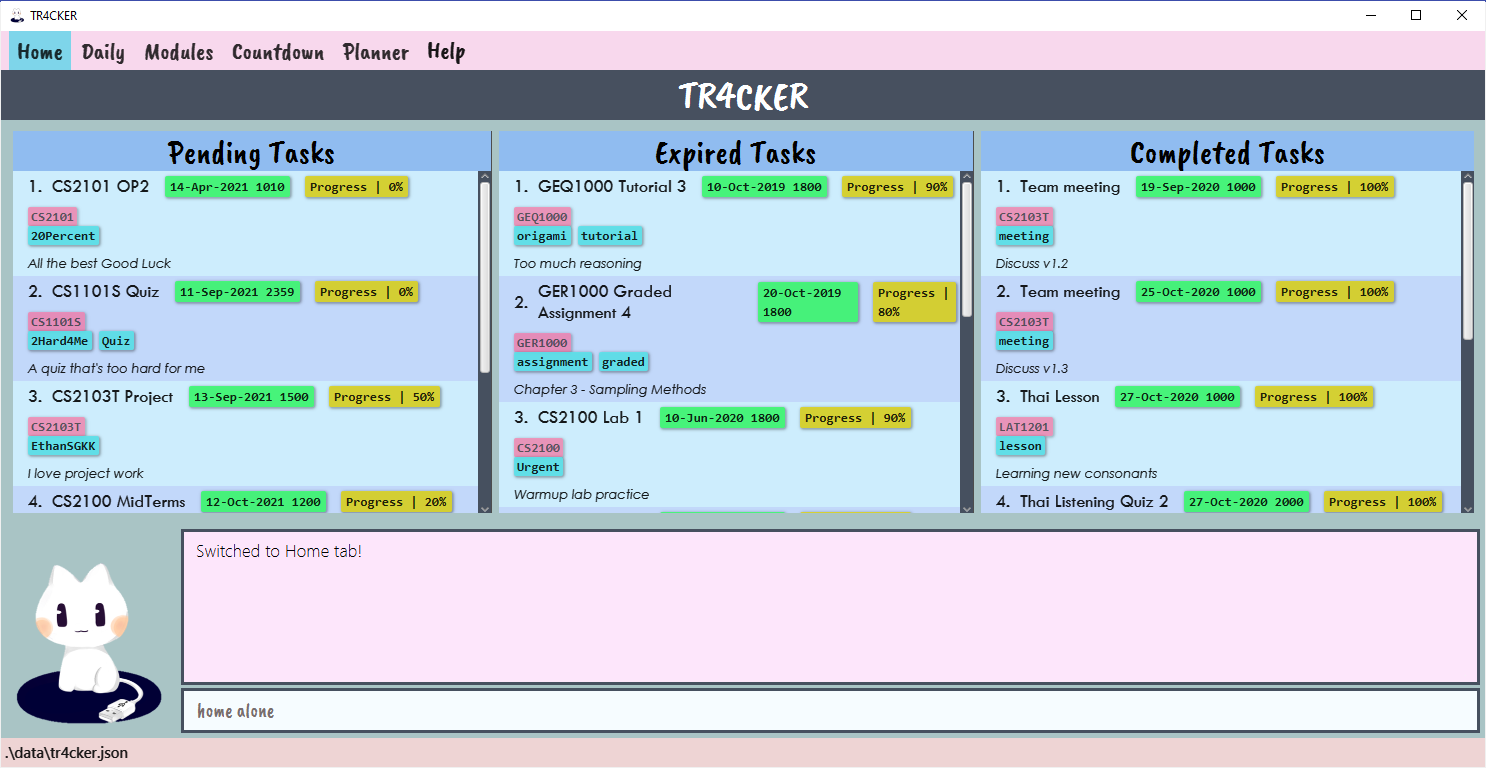 TR4CKER
Home Daily Modules Countdown Planner Help
TR4CKER
Pending Tasks
1. CS2101 OP2 14-Apr-2021 1010 Progress | 0%
CS2101
20Percent
All the best Good Luck
2. CS1101S Quiz 11-Sep-2021 2359 Progress | 0%
CS1101S
2Hard4Me Quiz
A quiz that's too hard for me
3. CS2103T Project 13-Sep-2021 1500 Progress | 50%
CS2103T
EthanSGKK
I love project work
4. CS2100 MidTerms 12-Oct-2021 1200 Progress | 20%
Expired Tasks
1. GEQ1000 Tutorial 3 10-Oct-2019 1800 Progress | 90%
GEQ1000
origami tutorial
Too much reasoning
2. GER1000 Graded
Assignment 4
20-Oct-2019
1800
Progress |
80%
GER1000
assignment graded
Chapter 3 - Sampling Methods
3. CS2100 Lab 1 10-Jun-2020 1800 Progress | 90%
CS2100
Urgent
Warmup lab practice
Completed Tasks
1. Team meeting 19-Sep-2020 1000 Progress | 100%
CS2103T
meeting
Discuss v1.2
2. Team meeting 25-Oct-2020 1000 Progress | 100%
CS2103T
meeting
Discuss v1.3
3. Thai Lesson 27-Oct-2020 1000 Progress | 100%
LAT1201
lesson
Learning new consonants
4. Thai Listening Quiz 2 27-Oct-2020 2000 Progress | 100%
Switched to Home tab!
home alone
.\data\tr4cker.json